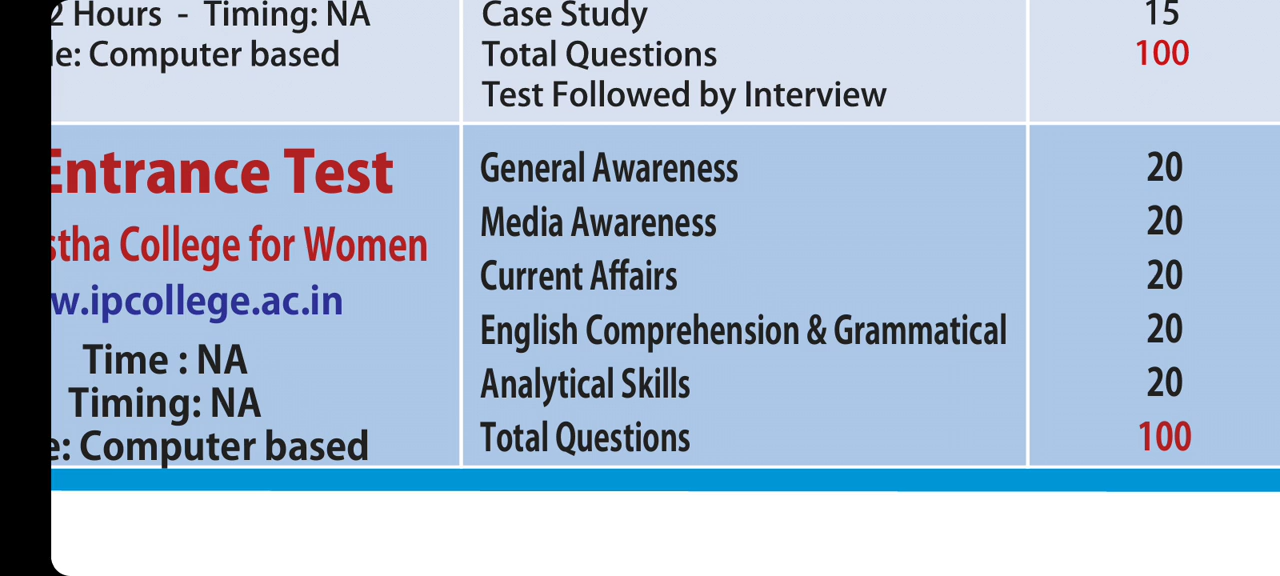 2 Hours - Timing: NA
Case Study 15
le: Computer based
Total Questions 100
Test Followed by Interview
Entrance Test
stha College for Women
w.ipcollege.ac.in
Time : NA
Timing: NA
e: Computer based
General Awareness 20
Media Awareness 20
Current Affairs 20
English Comprehension & Grammatical 20
Analytical Skills 20
Total Questions 100